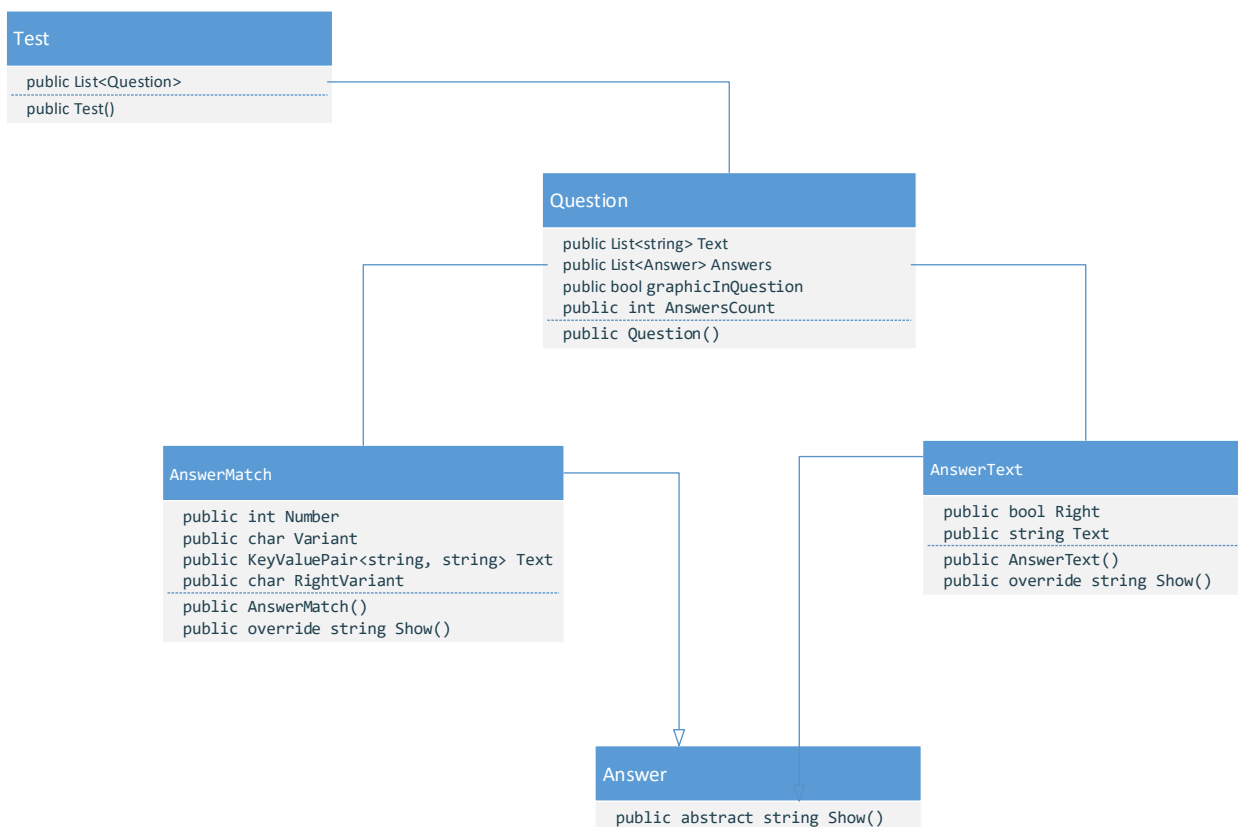 Test
public List<Question>
public Test()
Question
public List<string> Text
public List<Answer> Answers
public bool graphicInQuestion
public int AnswersCount
public Question()
AnswerMatch
public int Number
public char Variant
public KeyValuePair<string, string> Text
public char RightVariant
public AnswerMatch()
public override string Show()
AnswerText
public bool Right
public string Text
public AnswerText()
public override string Show()
Answer
public abstract string Show()